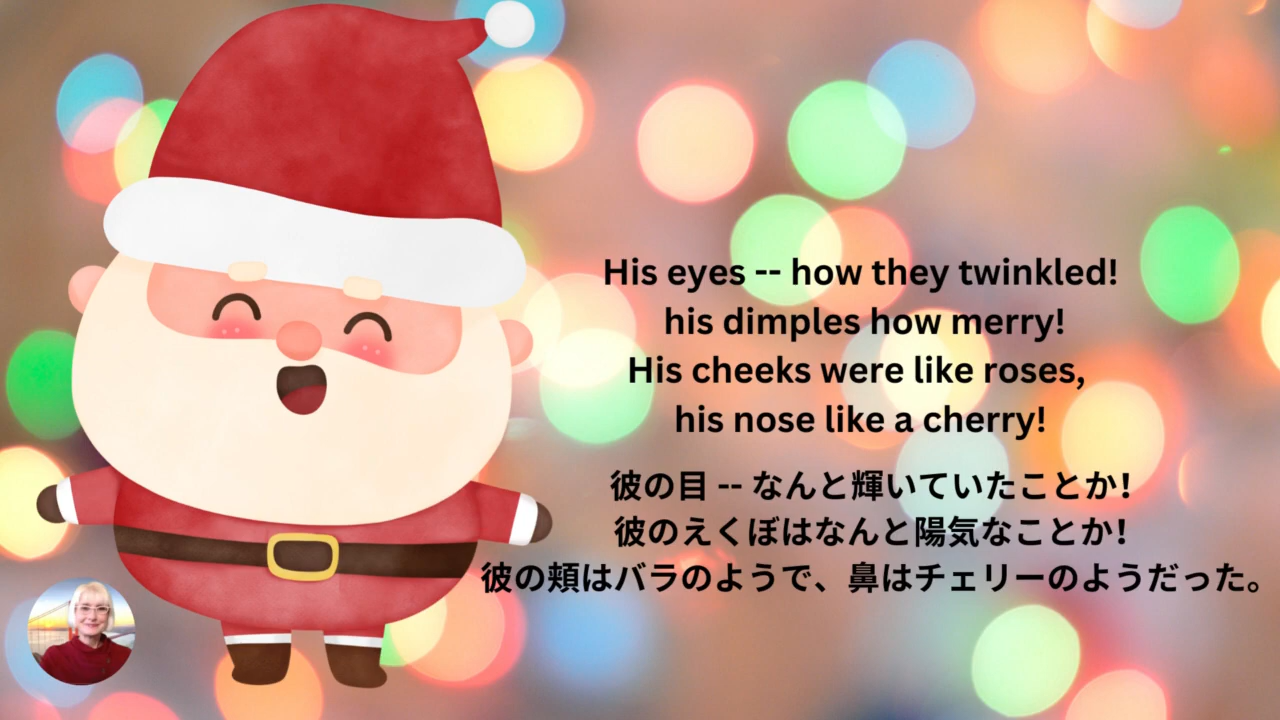 His eyes -- how they twinkled!
his dimples how merry!
His cheeks were like roses,
his nose like a cherry!
彼の目 -- なんと輝いていたことか!
彼のえくぼはなんと陽気なことか!
彼の頬はバラのようで、鼻はチェリーのようだった。